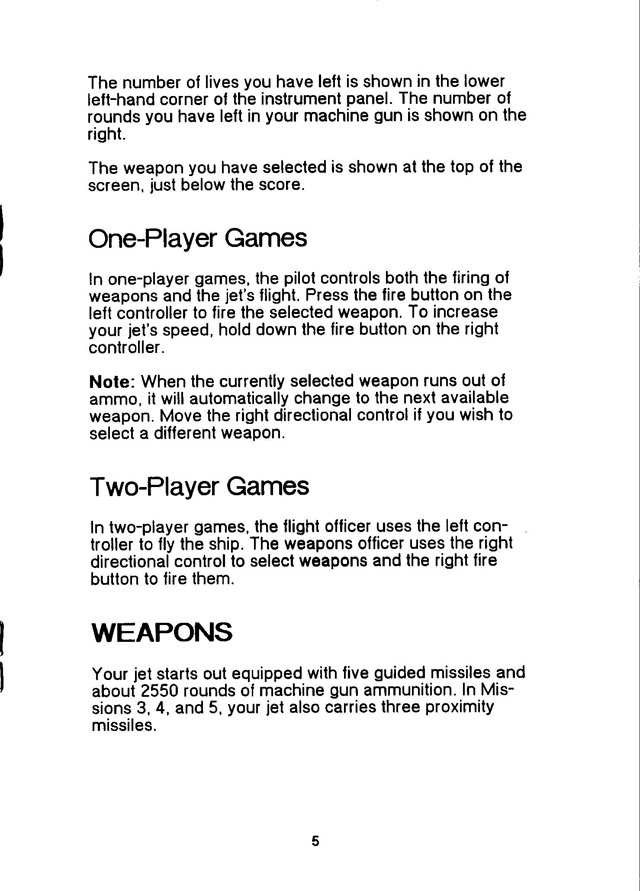 The number of lives you have left is shown in the lower
left-hand corner of the instrument panel. The number of
rounds you have left in your machine gun is shown on the
right.
The weapon you have selected is shown at the top of the
screen, just below the score.
One-Player Games
In one-player games, the pilot controls both the firing of
weapons and the jet's flight. Press the fire button on the
left controller to fire the selected weapon. To increase
your jet's speed, hold down the fire button on the right
controller.
Note: When the currently selected weapon runs out of
ammo, it will automatically change to the next available
weapon. Move the right directional control if you wish to
select a different weapon.
Two-Player Games
In two-player games, the flight officer uses the left con-
troller to fly the ship. The weapons officer uses the right
directional control to select weapons and the right fire
button to fire them.
WEAPONS
Your jet starts out equipped with five guided missiles and
about 2550 rounds of machine gun ammunition. In Mis-
sions 3, 4, and 5, your jet also carries three proximity
missiles.
5